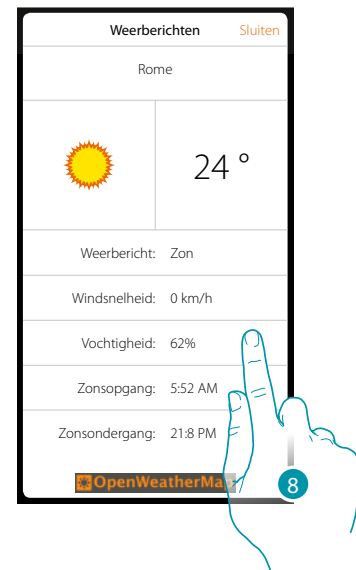 Weerberichten Sluiten
Rome
24 °
Weerbericht: Zon
Windsnelheid: 0 km/h
Vochtigheid: 62%
Zonsopgang: 5:52 AM
Zonsondergang: 21:8 PM
OpenWeatherMap
8